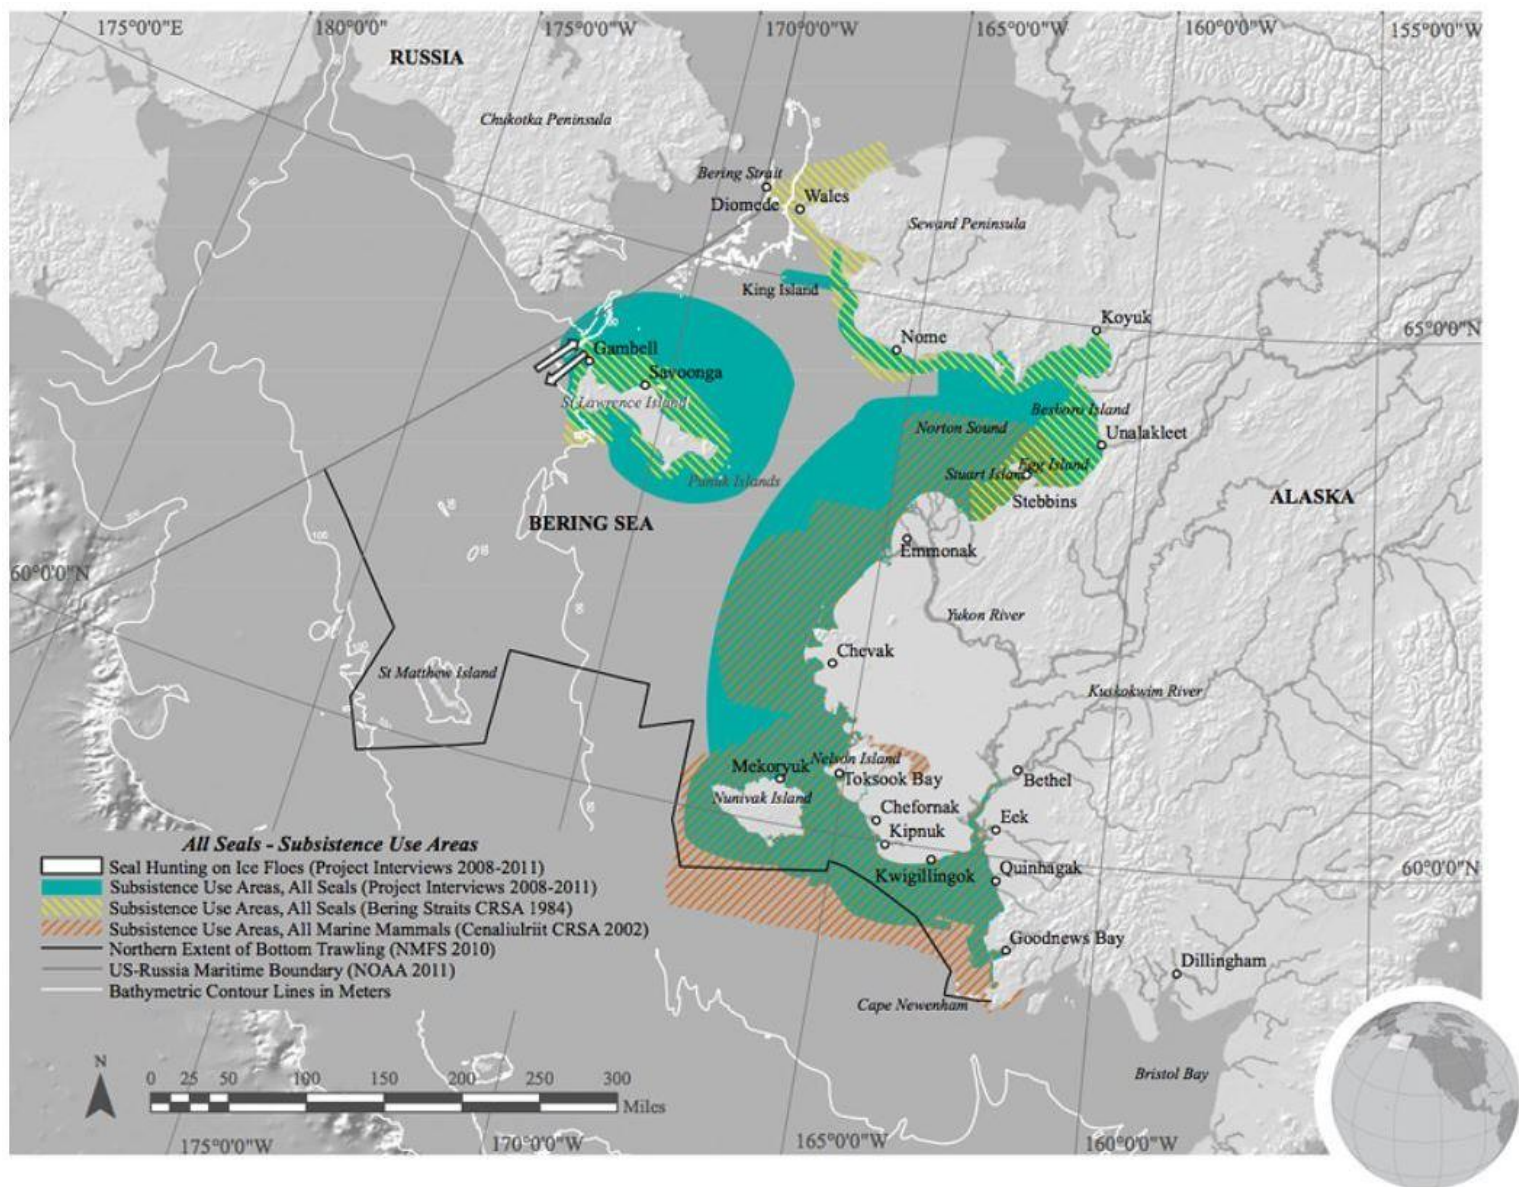 175°0'0"E
180°0'0"
175°0'0"W
170°0'0"W
165°0'0"W
160°0'0"W
155°0'0"W
RUSSIA
Chukotka Peninsula
Bering Strait
Diomede
Wales
Seward Peninsula
King Island
Koyuk
65°0'0"N
Nome
Gambell
Savoonga
St Lawrence Island
Besboro Island
Norton Sound
Unalakleet
Egg Island
Stuart Island
Punuk Islands
Stebbins
ALASKA
BERING SEA
Emmonak
60°0'0"N
Yukon River
Chevak
St Matthew Island
Kuskokwim River
Nelson Island
Mekoryuk
Toksook Bay
Bethel
Nunivak Island
Chefornak
Eek
Kipnuk
Kwigillingok
Quinhagak
60°0'0"N
Goodnews Bay
Dillingham
Cape Newenham
Bristol Bay
All Seals - Subsistence Use Areas
Seal Hunting on Ice Floes (Project Interviews 2008-2011)
Subsistence Use Areas, All Seals (Project Interviews 2008-2011)
Subsistence Use Areas, All Seals (Bering Straits CRSA 1984)
Subsistence Use Areas, All Marine Mammals (Cenaliulriit CRSA 2002)
Northern Extent of Bottom Trawling (NMFS 2010)
US-Russia Maritime Boundary (NOAA 2011)
Bathymetric Contour Lines in Meters
N
0 25 50 100 150 200 250 300
Miles
175°0'0"W
170°0'0"W
165°0'0"W
160°0'0"W